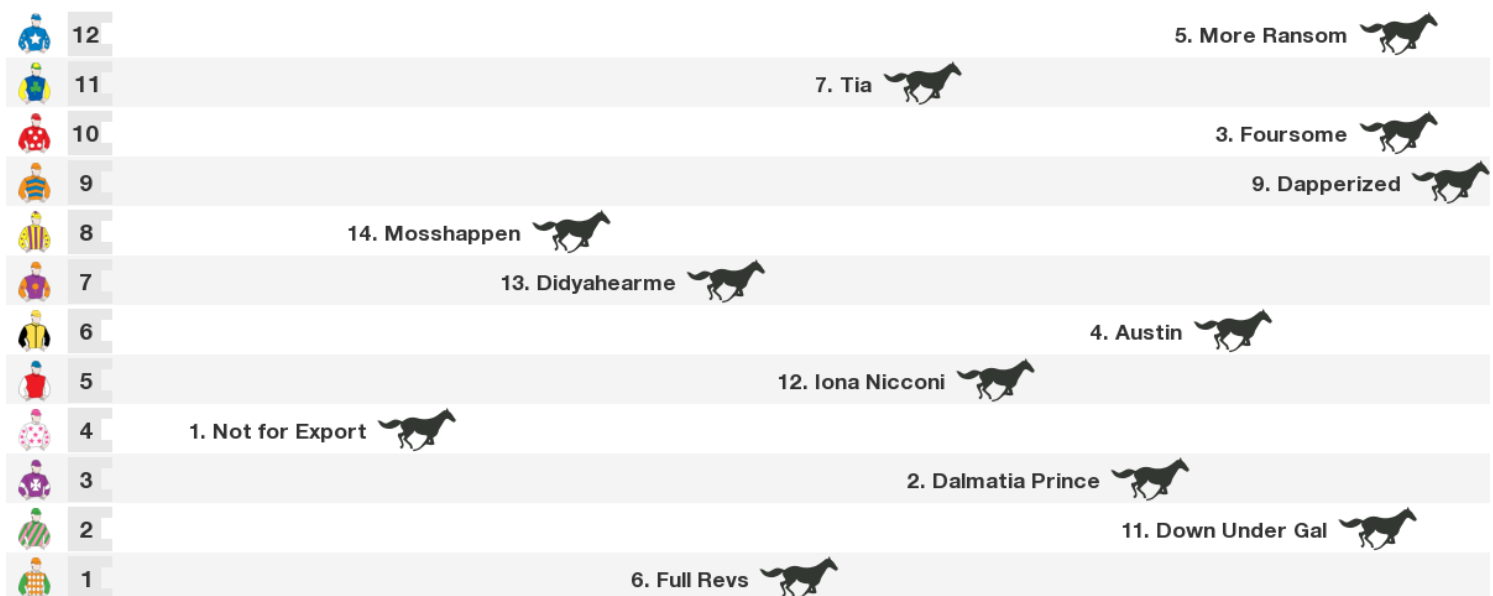 12 5. More Ransom
11 7. Tia
10 3. Foursome
9 9. Dapperized
8 14. Mosshappen
7 13. Didyahearme
6 4. Austin
5 12. Iona Nicconi
4 1. Not for Export
3 2. Dalmatia Prince
2 11. Down Under Gal
1 6. Full Revs